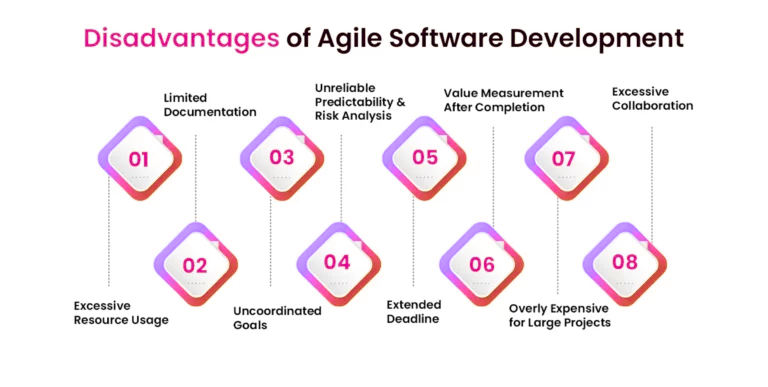 Disadvantages of Agile Software Development
01
Excessive
Resource Usage
02
Limited
Documentation
03
Uncoordinated
Goals
04
Unreliable
Predictability &
Risk Analysis
05
Extended
Deadline
06
Value Measurement
After Completion
07
Overly Expensive
for Large Projects
08
Excessive
Collaboration